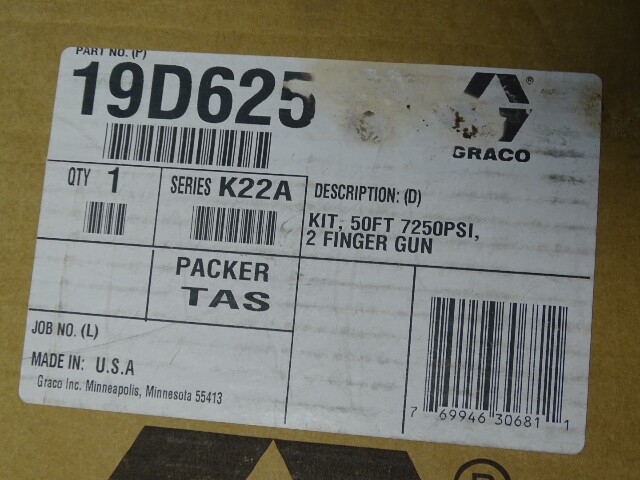 PART NO. (P)
19D625
®
GRACO
QTY 1
SERIES K22A
DESCRIPTION: (D)
KIT, 50FT 7250PSI,
2 FINGER GUN
PACKER
TAS
JOB NO. (L)
MADE IN: U.S.A
Graco Inc. Minneapolis, Minnesota 55413
7 69946 30681 1
R